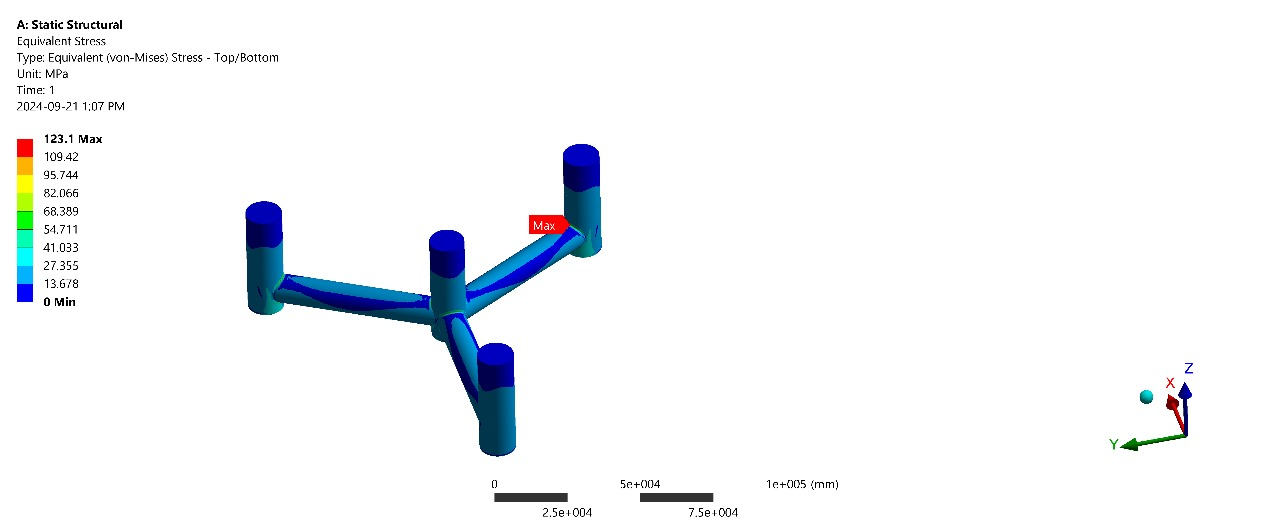 A: Static Structural
Equivalent Stress
Type: Equivalent (von-Mises) Stress - Top/Bottom
Unit: MPa
Time: 1
2024-09-21 1:07 PM
123.1 Max
109.42
95.744
82.066
68.389
54.711
41.033
27.355
13.678
0 Min
Max
Z
X
Y
0 5e+004 1e+005 (mm)
2.5e+004 7.5e+004